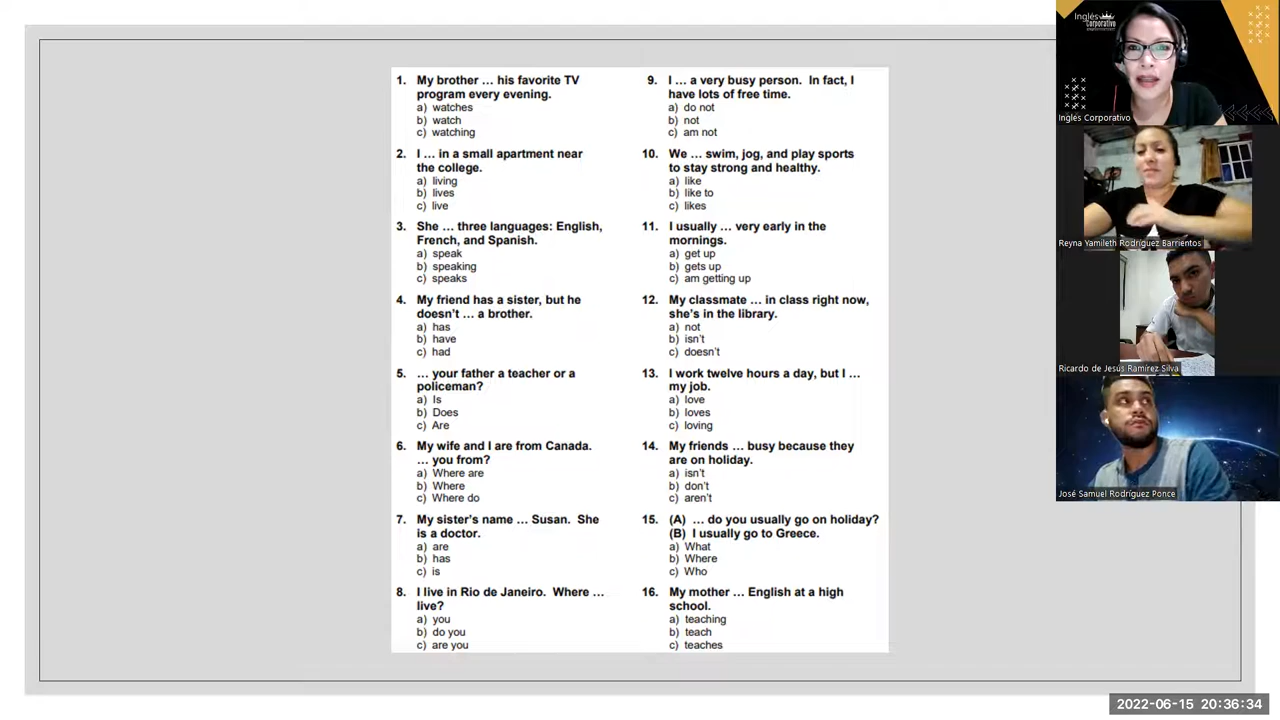 1. My brother … his favorite TV
program every evening.
a) watches
b) watch
c) watching
2. I … in a small apartment near
the college.
a) living
b) lives
c) live
3. She … three languages: English,
French, and Spanish.
a) speak
b) speaking
c) speaks
4. My friend has a sister, but he
doesn’t … a brother.
a) has
b) have
c) had
5. … your father a teacher or a
policeman?
a) Is
b) Does
c) Are
6. My wife and I are from Canada.
… you from?
a) Where are
b) Where
c) Where do
7. My sister’s name … Susan. She
is a doctor.
a) are
b) has
c) is
8. I live in Rio de Janeiro. Where …
live?
a) you
b) do you
c) are you
9. I … a very busy person. In fact, I
have lots of free time.
a) do not
b) not
c) am not
10. We … swim, jog, and play sports
to stay strong and healthy.
a) like
b) like to
c) likes
11. I usually … very early in the
mornings.
a) get up
b) gets up
c) am getting up
12. My classmate … in class right now,
she’s in the library.
a) not
b) isn’t
c) doesn’t
13. I work twelve hours a day, but I …
my job.
a) love
b) loves
c) loving
14. My friends … busy because they
are on holiday.
a) isn’t
b) don’t
c) aren’t
15. (A) … do you usually go on holiday?
(B) I usually go to Greece.
a) What
b) Where
c) Who
16. My mother … English at a high
school.
a) teaching
b) teach
c) teaches
Inglés
Corporativo
Inglés Corporativo
Reyna Yamileth Rodríguez Barrientos
Ricardo de Jesús Ramírez Silva
José Samuel Rodríguez Ponce
2022-06-15 20:36:34